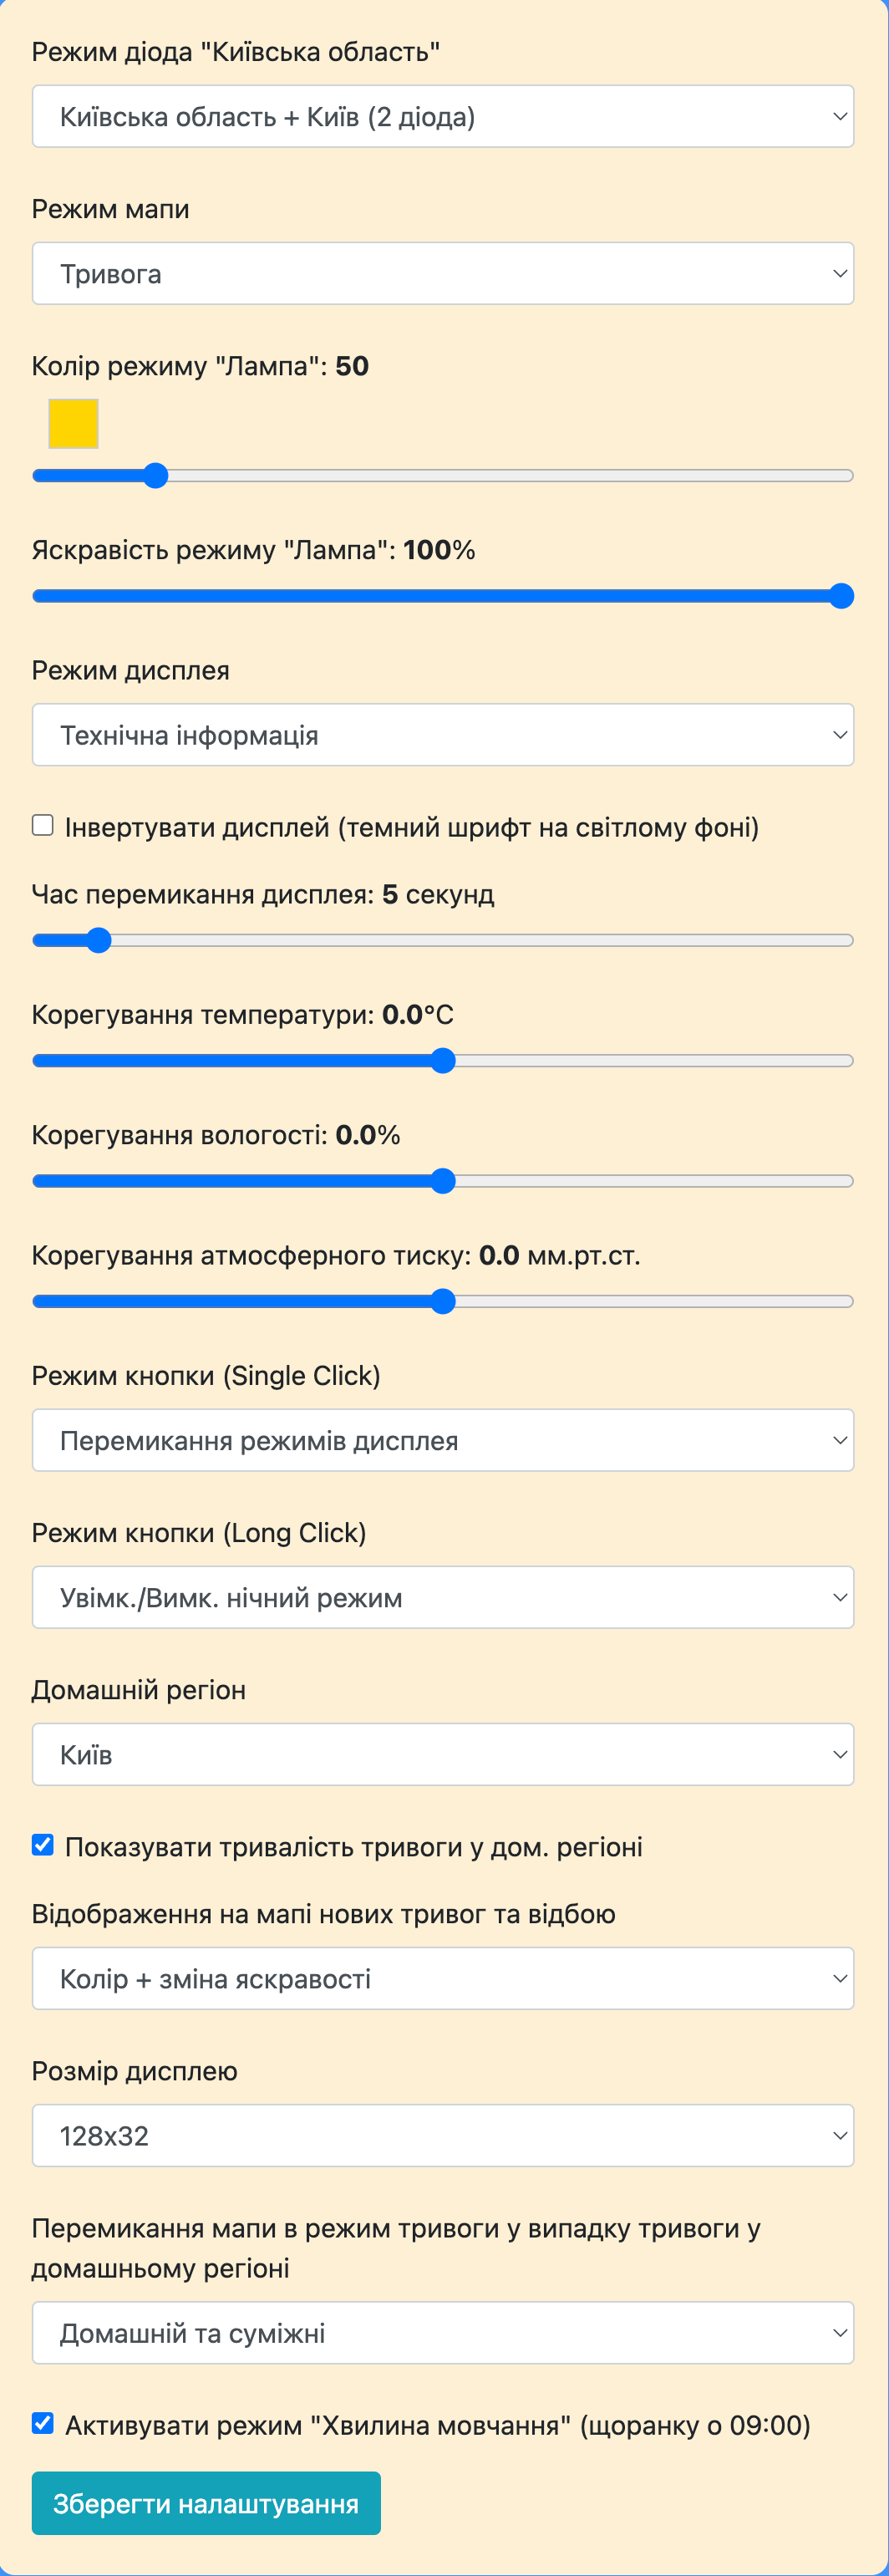 Режим діода "Київська область"
Київська область + Київ (2 діода)
Режим мапи
Тривога
Колір режиму "Лампа": 50
Яскравість режиму "Лампа": 100%
Режим дисплея
Технічна інформація
Інвертувати дисплей (темний шрифт на світлому фоні)
Час перемикання дисплея: 5 секунд
Корегування температури: 0.0°C
Корегування вологості: 0.0%
Корегування атмосферного тиску: 0.0 мм.рт.ст.
Режим кнопки (Single Click)
Перемикання режимів дисплея
Режим кнопки (Long Click)
Увімк./Вимк. нічний режим
Домашній регіон
Київ
Показувати тривалість тривоги у дом. регіоні
Відображення на мапі нових тривог та відбою
Колір + зміна яскравості
Розмір дисплею
128x32
Перемикання мапи в режим тривоги у випадку тривоги у
домашньому регіоні
Домашній та суміжні
Активувати режим "Хвилина мовчання" (щоранку о 09:00)
Зберегти налаштування